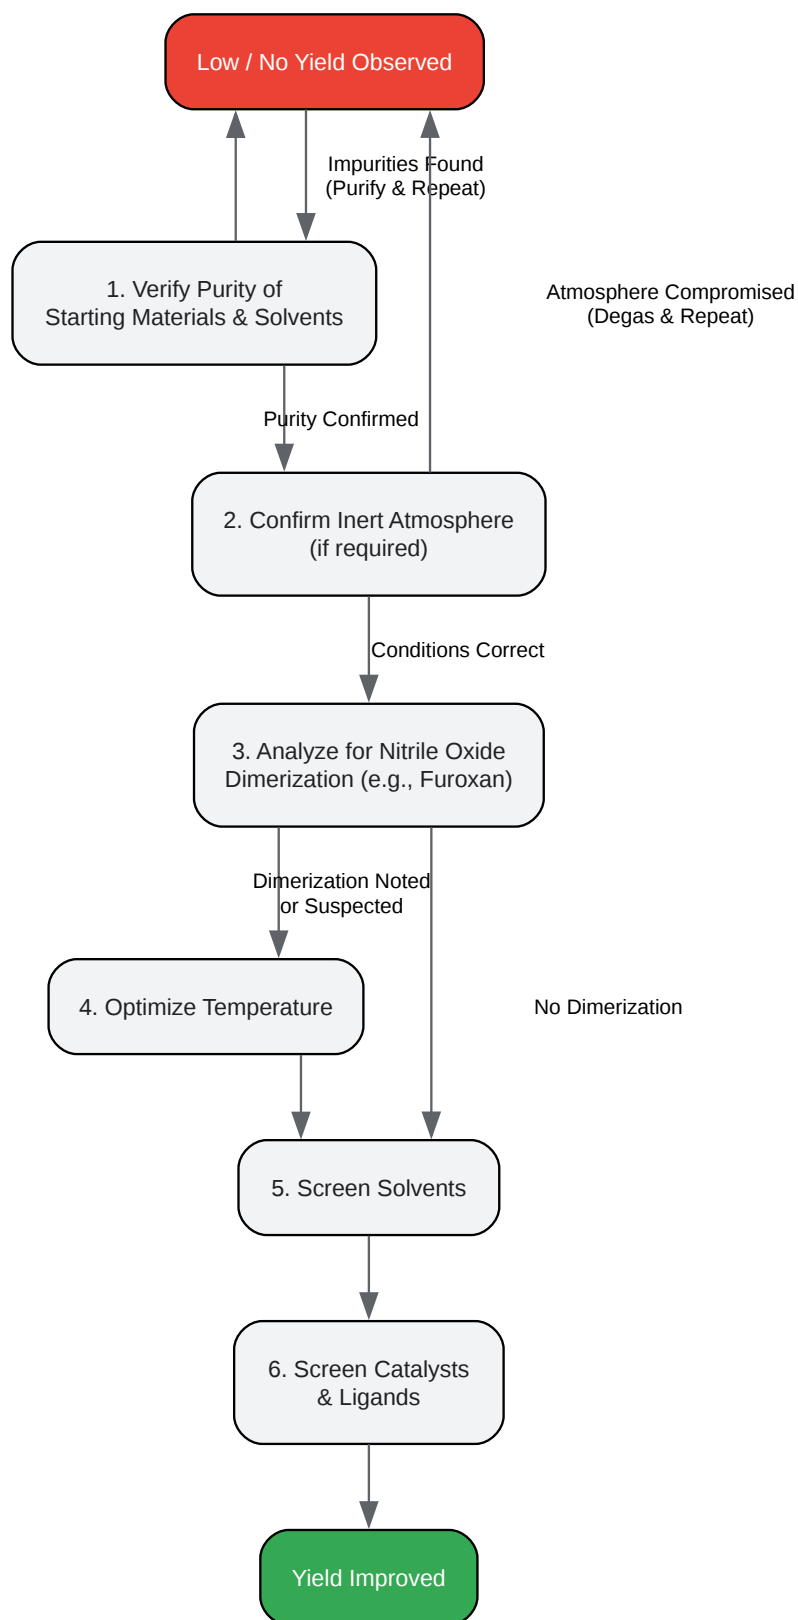 Low / No Yield Observed
Impurities Found
(Purify & Repeat)
1. Verify Purity of
Starting Materials & Solvents
Atmosphere Compromised
(Degas & Repeat)
Purity Confirmed
2. Confirm Inert Atmosphere
(if required)
Conditions Correct
3. Analyze for Nitrile Oxide
Dimerization (e.g., Furoxan)
Dimerization Noted
or Suspected
4. Optimize Temperature
No Dimerization
5. Screen Solvents
6. Screen Catalysts
& Ligands
Yield Improved